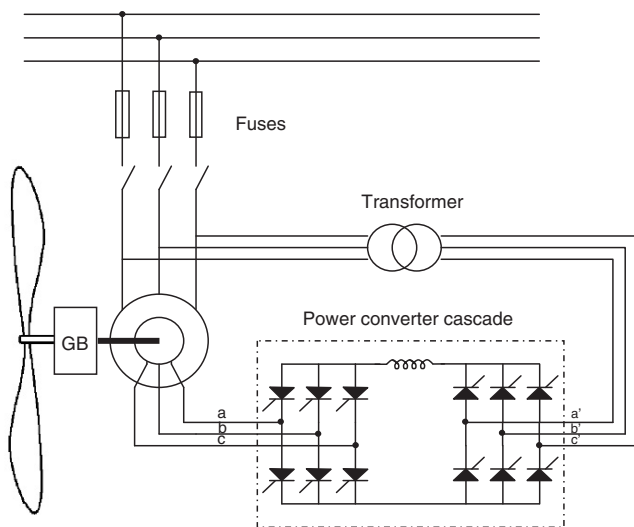 Fuses
Transformer
GB
Power converter cascade
a
b
c
a'
b'
c'